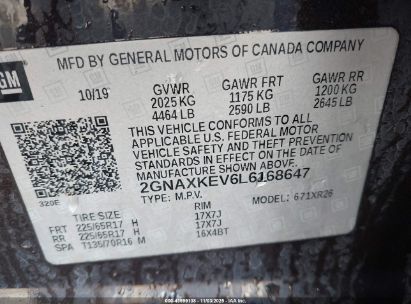 MFD BY GENERAL MOTORS OF CANADA COMPANY
GM
10/19 GVWR GAWR FRT GAWR RR
2025 KG 1175 KG 1200 KG
4464 LB 2590 LB 2645 LB
THIS VEHICLE CONFORMS TO ALL
APPLICABLE U.S. FEDERAL MOTOR
VEHICLE SAFETY AND THEFT PREVENTION
STANDARDS IN EFFECT ON THE DATE OF
MANUFACTURE SHOWN ABOVE.
2GNAXKEV6L6168647
320E
TYPE: M.P.V. MODEL: 671XR26
TIRE SIZE RIM
FRT 225/65R17 H 17X7J
RR 225/65R17 H 17X7J
SPA T135/70R16 M 16X4BT